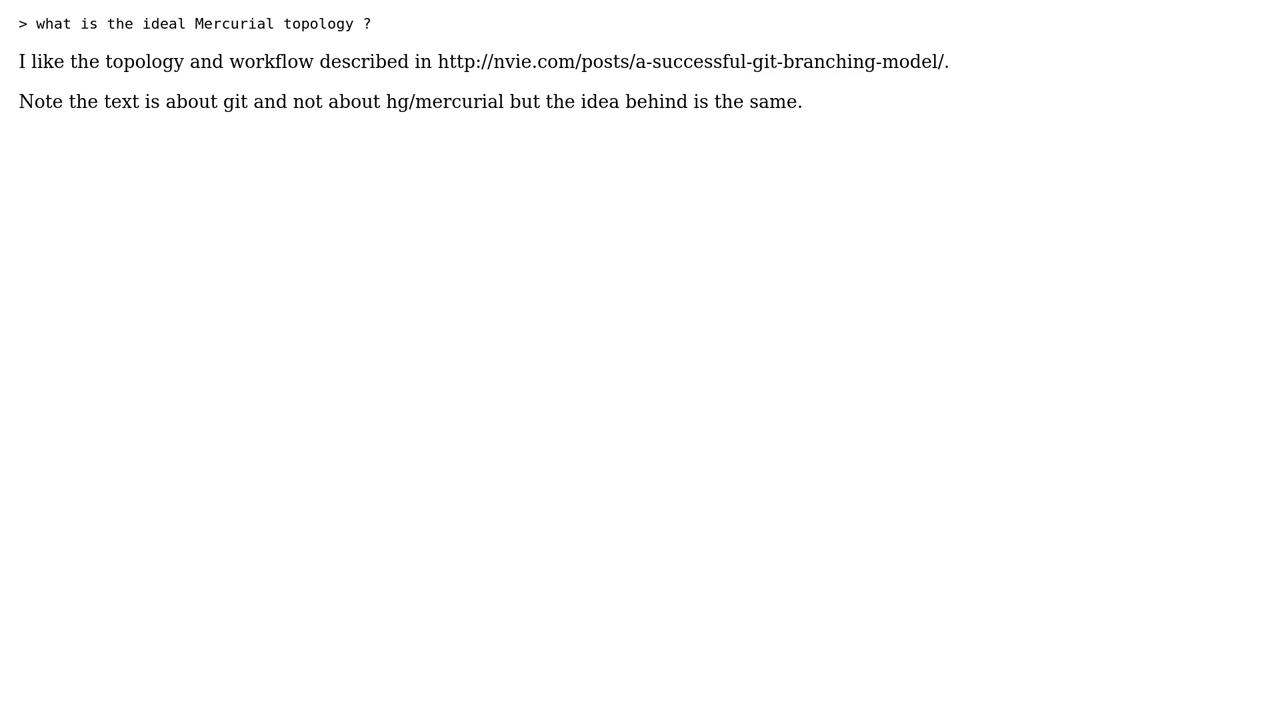 > what is the ideal Mercurial topology ?
I like the topology and workflow described in http://nvie.com/posts/a-successful-git-branching-model/.
Note the text is about git and not about hg/mercurial but the idea behind is the same.